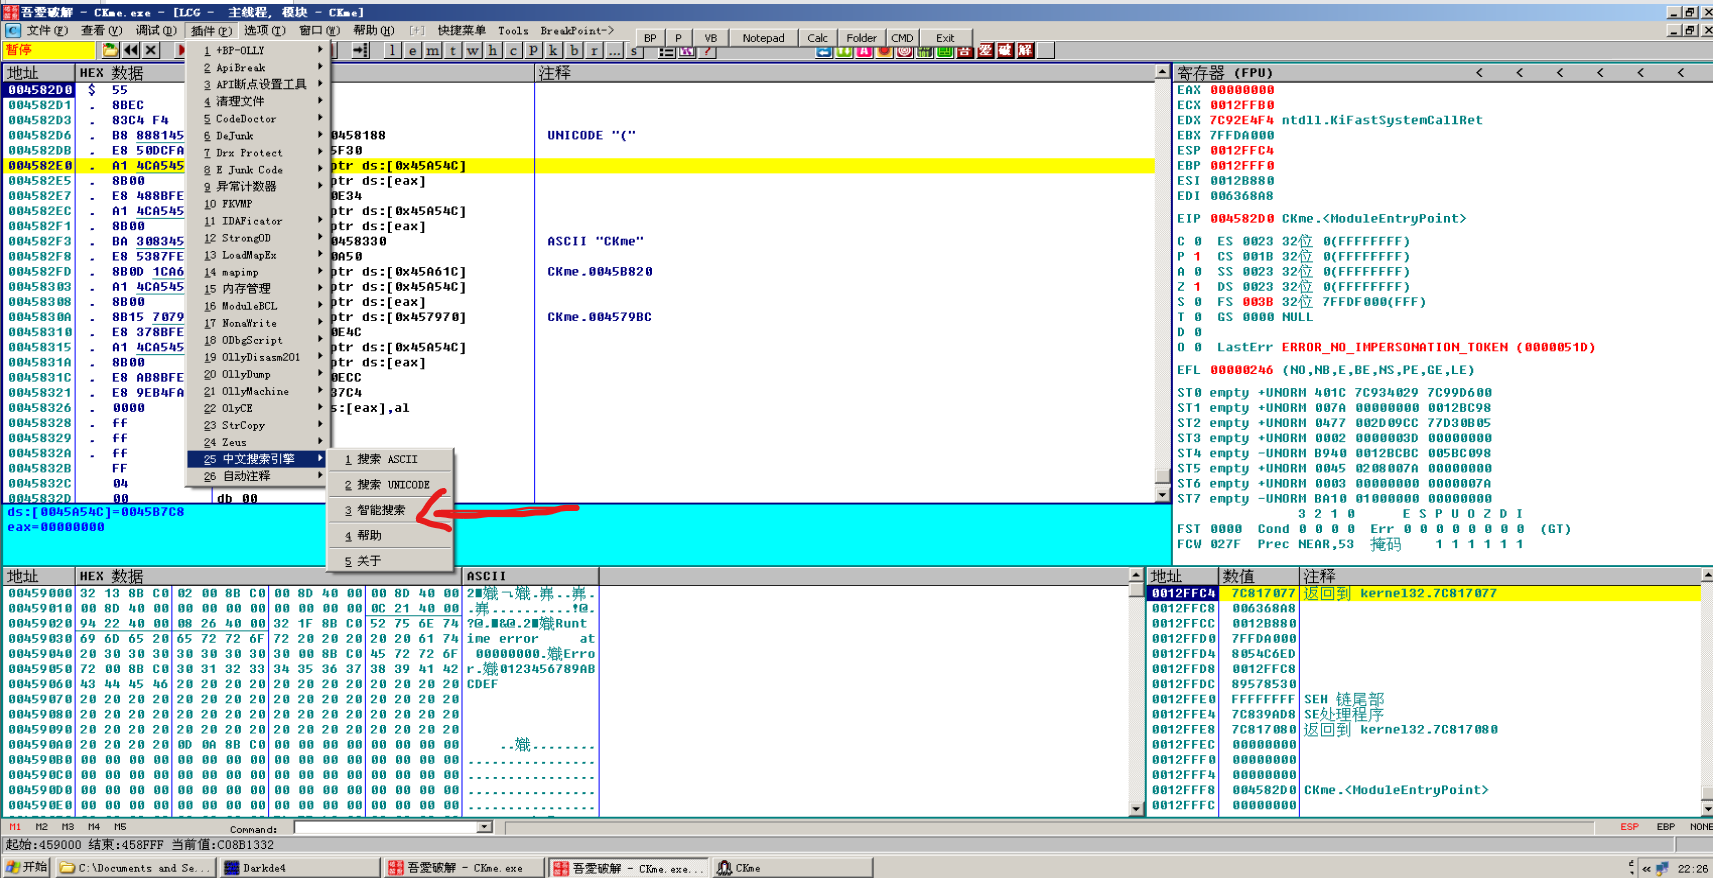 吾愛破解 - CKme.exe - [LCG - 主线程, 模块 - CKme]
文件(F) 查看(V) 调试(D) 插件(P) 选项(T) 窗口(W) 帮助(H) [+] 快捷菜单 Tools BreakPoint->
BP P VB Notepad Calc Folder CMD Exit
暂停
l e m t w h c P k b r ... s
吾 愛 破 解
地址 HEX 数据 注释
004582D0 $ 55
004582D1 . 8BEC
004582D3 . 83C4 F4
004582D6 . B8 888145 0458188 UNICODE "("
004582DB . E8 50DCFA 5F30
004582E0 . A1 4CA545 ptr ds:[0x45A54C]
004582E5 . 8B00 ptr ds:[eax]
004582E7 . E8 488BFE 0E34
004582EC . A1 4CA545 ptr ds:[0x45A54C]
004582F1 . 8B00 ptr ds:[eax]
004582F3 . BA 308345 0458330 ASCII "CKme"
004582F8 . E8 5387FE 0A50
004582FD . 8B0D 1CA6 ptr ds:[0x45A61C] CKme.0045B820
00458303 . A1 4CA545 ptr ds:[0x45A54C]
00458308 . 8B00 ptr ds:[eax]
0045830A . 8B15 7079 ptr ds:[0x457970] CKme.004579BC
00458310 . E8 378BFE 0E4C
00458315 . A1 4CA545 ptr ds:[0x45A54C]
0045831A . 8B00 ptr ds:[eax]
0045831C . E8 AB8BFE 0ECC
00458321 . E8 9EB4FA 37C4
00458326 . 0000 s:[eax],al
00458328 . FF
00458329 . FF
0045832A . FF
0045832B FF
0045832C 04
0045832D 00 db 00
1 +BP-OLLY
2 ApiBreak
3 API断点设置工具
4 清理文件
5 CodeDoctor
6 DeJunk
7 Drx Protect
8 E Junk Code
9 异常计数器
10 FKVMP
11 IDAFicator
12 StrongOD
13 LoadMapEx
14 mapimp
15 内存管理
16 ModuleBCL
17 NonaWrite
18 ODbgScript
19 OllyDisasm201
20 OllyDump
21 OllyMachine
22 OlyCE
23 StrCopy
24 Zeus
25 中文搜索引擎
26 自动注释
1 搜索 ASCII
2 搜索 UNICODE
3 智能搜索
4 帮助
5 关于
ds:[0045A54C]=0045B7C8
eax=00000000
寄存器 (FPU) < < < < < <
EAX 00000000
ECX 0012FFB0
EDX 7C92E4F4 ntdll.KiFastSystemCallRet
EBX 7FFDA000
ESP 0012FFC4
EBP 0012FFF0
ESI 0012B880
EDI 006368A8
EIP 004582D0 CKme.<ModuleEntryPoint>
C 0 ES 0023 32位 0(FFFFFFFF)
P 1 CS 001B 32位 0(FFFFFFFF)
A 0 SS 0023 32位 0(FFFFFFFF)
Z 1 DS 0023 32位 0(FFFFFFFF)
S 0 FS 003B 32位 7FFDF000(FFF)
T 0 GS 0000 NULL
D 0
O 0 LastErr ERROR_NO_IMPERSONATION_TOKEN (0000051D)
EFL 00000246 (NO,NB,E,BE,NS,PE,GE,LE)
ST0 empty +UNORM 401C 7C934029 7C99D600
ST1 empty +UNORM 007A 00000000 0012BC98
ST2 empty +UNORM 0477 002D09CC 77D30B05
ST3 empty +UNORM 0002 0000003D 00000000
ST4 empty -UNORM B940 0012BCBC 005BC098
ST5 empty +UNORM 0045 0208007A 00000000
ST6 empty +UNORM 0003 00000000 0000007A
ST7 empty -UNORM BA10 01000000 00000000
3 2 1 0 E S P U O Z D I
FST 0000 Cond 0 0 0 0 Err 0 0 0 0 0 0 0 0 (GT)
FCW 027F Prec NEAR,53 掩码 1 1 1 1 1 1
地址 HEX 数据 ASCII
00459000 32 13 8B C0 02 00 8B C0 00 8D 40 00 00 8D 40 00
00459010 00 8D 40 00 00 00 00 00 00 00 00 00 0C 21 40 00
00459020 94 22 40 00 08 26 40 00 32 1F 8B C0 52 75 6E 74
00459030 69 6D 65 20 65 72 72 6F 72 20 20 20 20 20 61 74 ime error at
00459040 20 30 30 30 30 30 30 30 30 00 8B C0 45 72 72 6F 00000000.婣Erro
00459050 72 00 8B C0 30 31 32 33 34 35 36 37 38 39 41 42 r.婣0123456789AB
00459060 43 44 45 46 20 20 20 20 20 20 20 20 20 20 20 20 CDEF
00459070 20 20 20 20 20 20 20 20 20 20 20 20 20 20 20 20
00459080 20 20 20 20 20 20 20 20 20 20 20 20 20 20 20 20
00459090 20 20 20 20 20 20 20 20 20 20 20 20 20 20 20 20
004590A0 20 20 20 20 0D 0A 8B C0 00 00 00 00 00 00 00 00 ..婣........
004590B0 00 00 00 00 00 00 00 00 00 00 00 00 00 00 00 00 ................
004590C0 00 00 00 00 00 00 00 00 00 00 00 00 00 00 00 00 ................
004590D0 00 00 00 00 00 00 00 00 00 00 00 00 00 00 00 00 ................
004590E0 00 00 00 00 00 00 00 00 00 00 00 00 00 00 00 00 ................
地址 数值 注释
0012FFC4 7C817077 返回到 kernel32.7C817077
0012FFC8 006368A8
0012FFCC 0012B880
0012FFD0 7FFDA000
0012FFD4 8054C6ED
0012FFD8 0012FFC8
0012FFDC 89578530
0012FFE0 FFFFFFFF SEH 链尾部
0012FFE4 7C839AD8 SE处理程序
0012FFE8 7C817080 返回到 kernel32.7C817080
0012FFEC 00000000
0012FFF0 00000000
0012FFF4 00000000
0012FFF8 004582D0 CKme.<ModuleEntryPoint>
0012FFFC 00000000
M1 M2 M3 M4 M5 Command: ESP EBP NONE
起始:459000 结束:458FFF 当前值:C08B1332
开始 C:\Documents and Se... Darkde4 吾愛破解 - CKme.exe 吾愛破解 - CKme.exe... CKme « 22:26